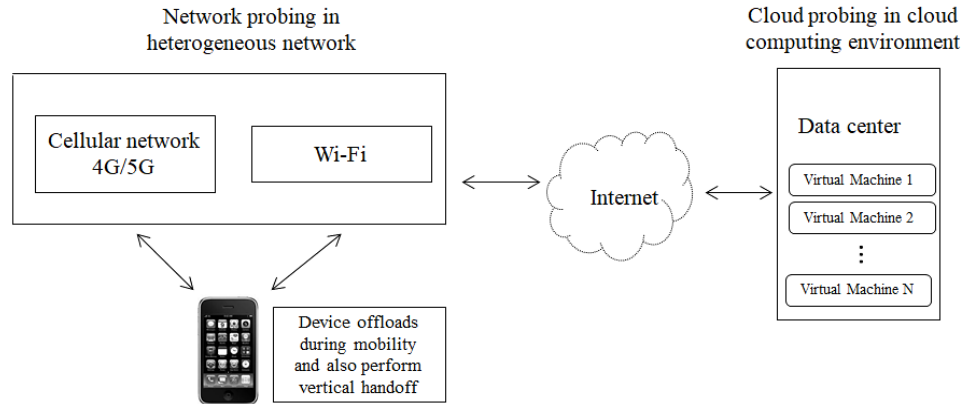 Network probing in
heterogeneous network
Cellular network
4G/5G
Wi-Fi
Device offloads
during mobility
and also perform
vertical handoff
Internet
Cloud probing in cloud
computing environment
Data center
Virtual Machine 1
Virtual Machine 2
Virtual Machine N